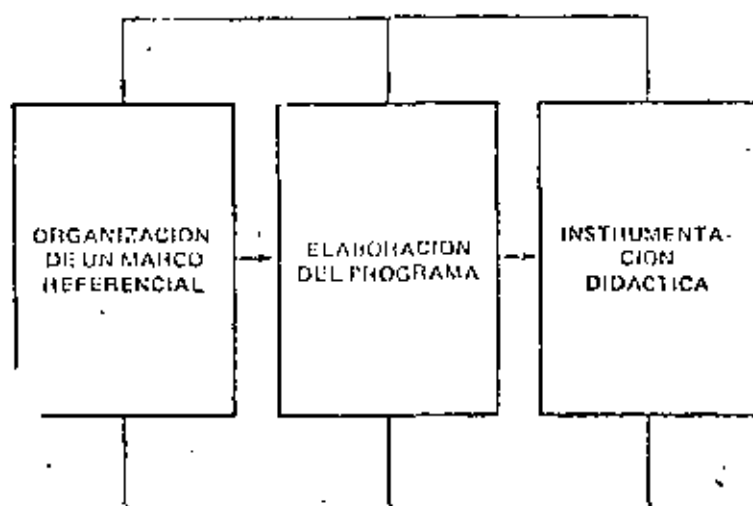 ORGANIZACION
DE UN MARCO
REFERENCIAL
ELABORACION
DEL PROGRAMA
INSTRUMENTA-
CION
DIDACTICA